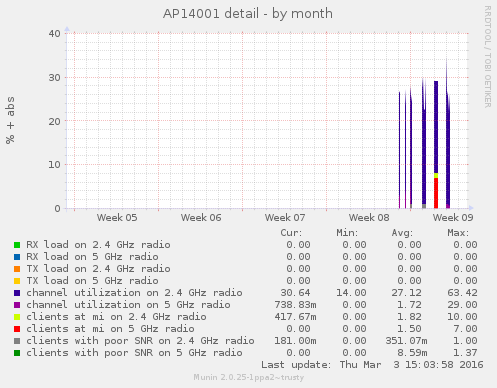 AP14001 detail - by month
RRDTOOL / TOBI OETIKER
% + abs
40
30
20
10
0
Week 05 Week 06 Week 07 Week 08 Week 09
Cur: Min: Avg: Max:
RX load on 2.4 GHz radio 0.00 0.00 0.00 0.00
RX load on 5 GHz radio 0.00 0.00 0.00 0.00
TX load on 2.4 GHz radio 0.00 0.00 0.00 0.00
TX load on 5 GHz radio 0.00 0.00 0.00 0.00
channel utilization on 2.4 GHz radio 30.64 14.00 27.12 63.42
channel utilization on 5 GHz radio 738.83m 0.00 1.72 29.00
clients at mi on 2.4 GHz radio 417.67m 0.00 1.82 10.00
clients at mi on 5 GHz radio 0.00 0.00 1.50 7.00
clients with poor SNR on 2.4 GHz radio 181.00m 0.00 351.07m 1.00
clients with poor SNR on 5 GHz radio 0.00 0.00 8.59m 1.37
Last update: Thu Mar 3 15:03:58 2016
Munin 2.0.25-1ppa2~trusty